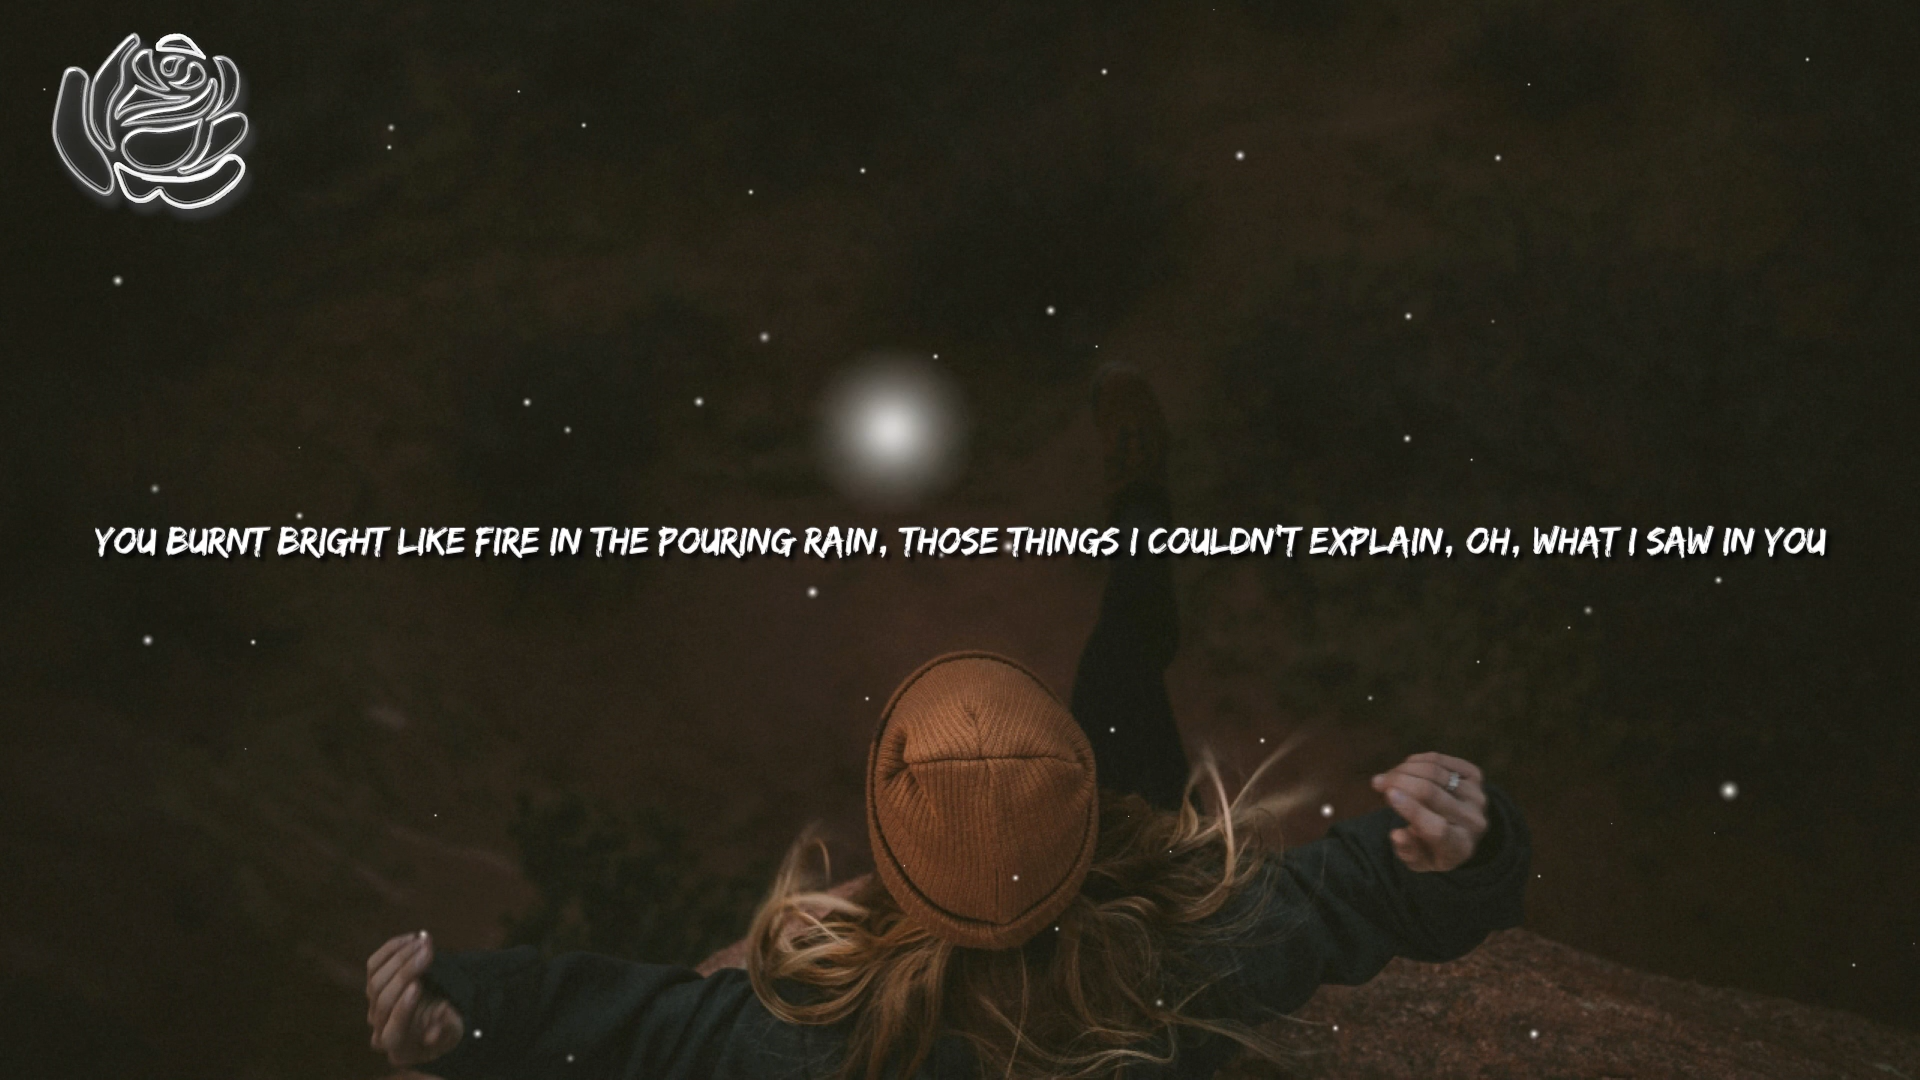 YOU BURNT BRIGHT LIKE FIRE IN THE POURING RAIN, THOSE THINGS I COULDN'T EXPLAIN, OH, WHAT I SAW IN YOU